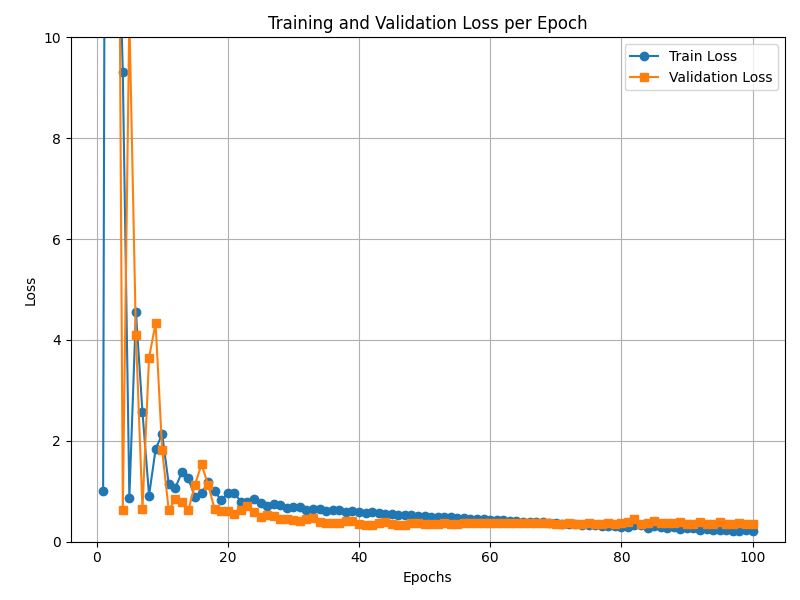 Training and Validation Loss per Epoch
Train Loss
Validation Loss
Loss
10
8
6
4
2
0
0 20 40 60 80 100
Epochs